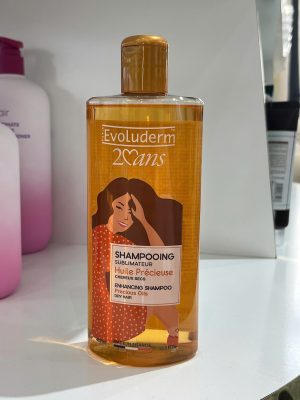 Evoluderm
20ans
SHAMPOOING
SUBLIMATEUR
Huile Précieuse
CHEVEUX SECS
ENHANCING SHAMPOO
Precious Oils
DRY HAIR